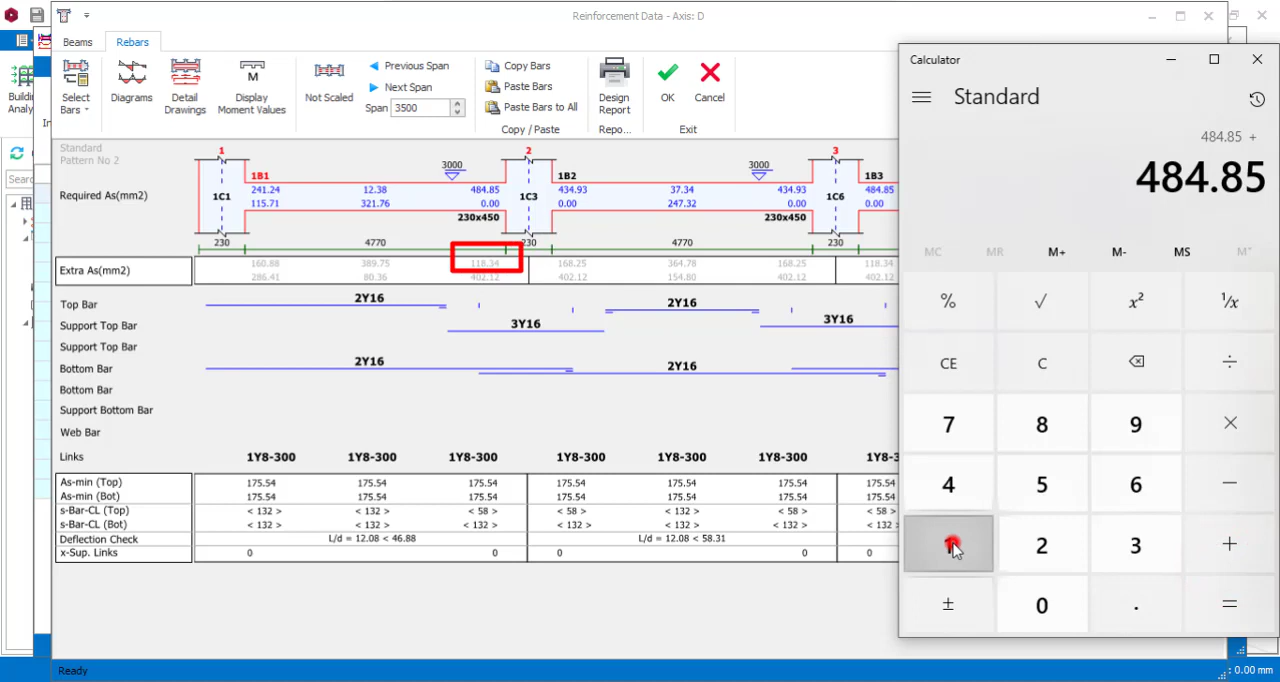 Reinforcement Data - Axis: D
Beams Rebars
Select Bars
Diagrams
Detail Drawings
Display Moment Values
Not Scaled
Previous Span
Next Span
Span 3500
Copy Bars
Paste Bars
Paste Bars to All
Copy / Paste
Design Report
Repo...
OK
Cancel
Exit
Buildin
Analy
In
Searc
Standard
Pattern No 2
1 2 3
3000 3000
1B1 1B2 1B3
Required As(mm2)
1C1 241.24 12.38 484.85 1C3 434.93 37.34 434.93 1C6 484.85
115.71 321.76 0.00 0.00 247.32 0.00 0.00
230x450 230x450
230 4770 230 4770 230
Extra As(mm2)
160.88 389.75 118.34 168.25 364.78 168.25 118.34
286.41 80.36 402.12 402.12 154.80 402.12 402.12
Top Bar 2Y16 2Y16
Support Top Bar 3Y16 3Y16
Support Top Bar
Bottom Bar 2Y16 2Y16
Bottom Bar
Support Bottom Bar
Web Bar
Links 1Y8-300 1Y8-300 1Y8-300 1Y8-300 1Y8-300 1Y8-300 1Y8-3
As-min (Top) 175.54 175.54 175.54 175.54 175.54 175.54 175.54
As-min (Bot) 175.54 175.54 175.54 175.54 175.54 175.54 175.54
s-Bar-CL (Top) < 132 > < 132 > < 58 > < 58 > < 132 > < 58 > < 58 >
s-Bar-CL (Bot) < 132 > < 132 > < 132 > < 132 > < 132 > < 132 > < 132
Deflection Check L/d = 12.08 < 46.88 L/d = 12.08 < 58.31
x-Sup. Links 0 0 0 0 0
Ready
Calculator
Standard
484.85 +
484.85
MC MR M+ M- MS M˅
% √ x² ¹/x
CE C ÷
7 8 9 ×
4 5 6 −
1 2 3 +
± 0 . =
: 0.00 mm